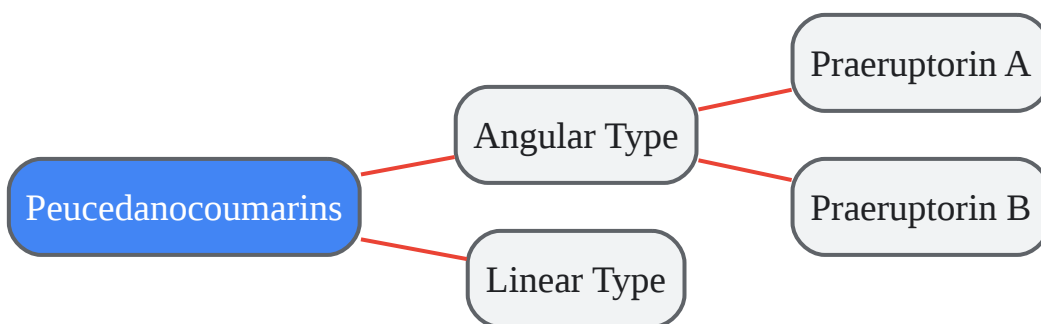 Peucedanocoumarins
Angular Type
Praeruptorin A
Praeruptorin B
Linear Type